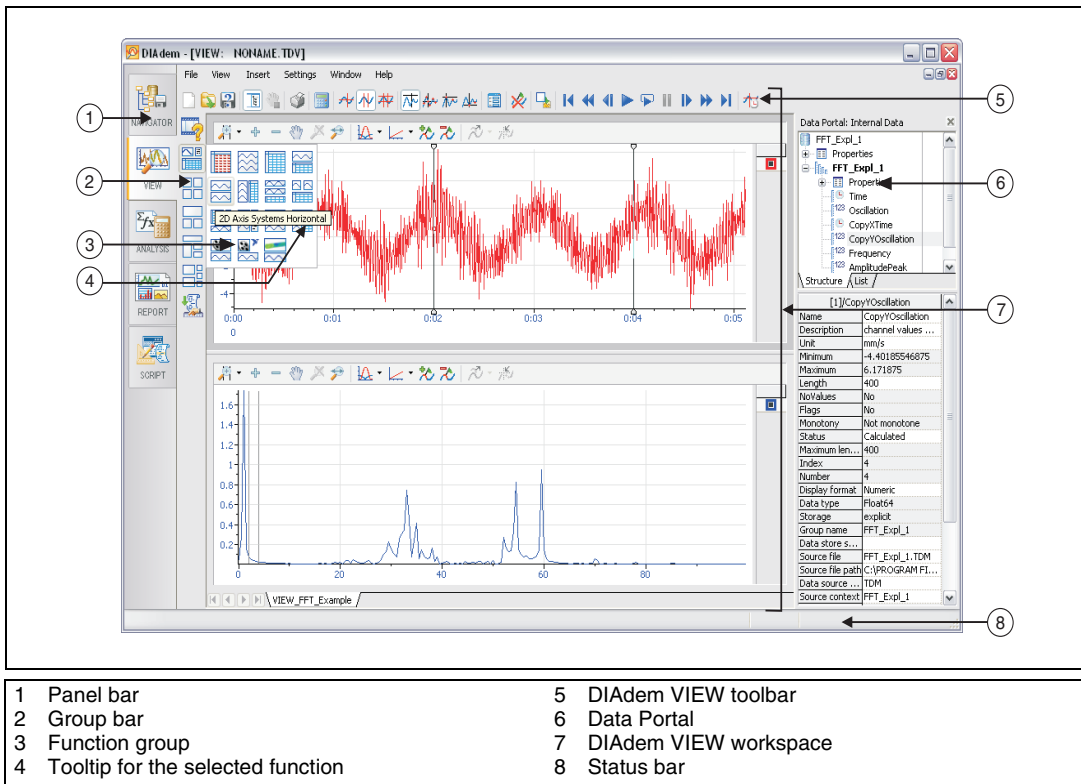 DIAdem - [VIEW: NONAME.TDV]
File View Insert Settings Window Help
NAVIGATOR
VIEW
ANALYSIS
REPORT
SCRIPT
1
2
3
4
2D Axis Systems Horizontal
-4
0:00 0:01 0:02 0:03 0:04 0:05
0
1.6
1.4
1.2
1
0.8
0.6
0.4
0.2
0 20 40 60 80
VIEW_FFT_Example
5
6
7
8
Data Portal: Internal Data
FFT_Expl_1
Properties
FFT_Expl_1
Time
Oscillation
CopyXTime
CopyYOscillation
Frequency
AmplitudePeak
Structure List
[1]/CopyYOscillation
Name CopyYOscillation
Description channel values ...
Unit mm/s
Minimum -4.40185546875
Maximum 6.171875
Length 400
NoValues No
Flags No
Monotony Not monotone
Status Calculated
Maximum len... 400
Index 4
Number 4
Display format Numeric
Data type Float64
Storage explicit
Group name FFT_Expl_1
Data store s...
Source file FFT_Expl_1.TDM
Source file path C:\PROGRAM FI...
Data source ... TDM
Source context FFT_Expl_1
1 Panel bar
2 Group bar
3 Function group
4 Tooltip for the selected function
5 DIAdem VIEW toolbar
6 Data Portal
7 DIAdem VIEW workspace
8 Status bar